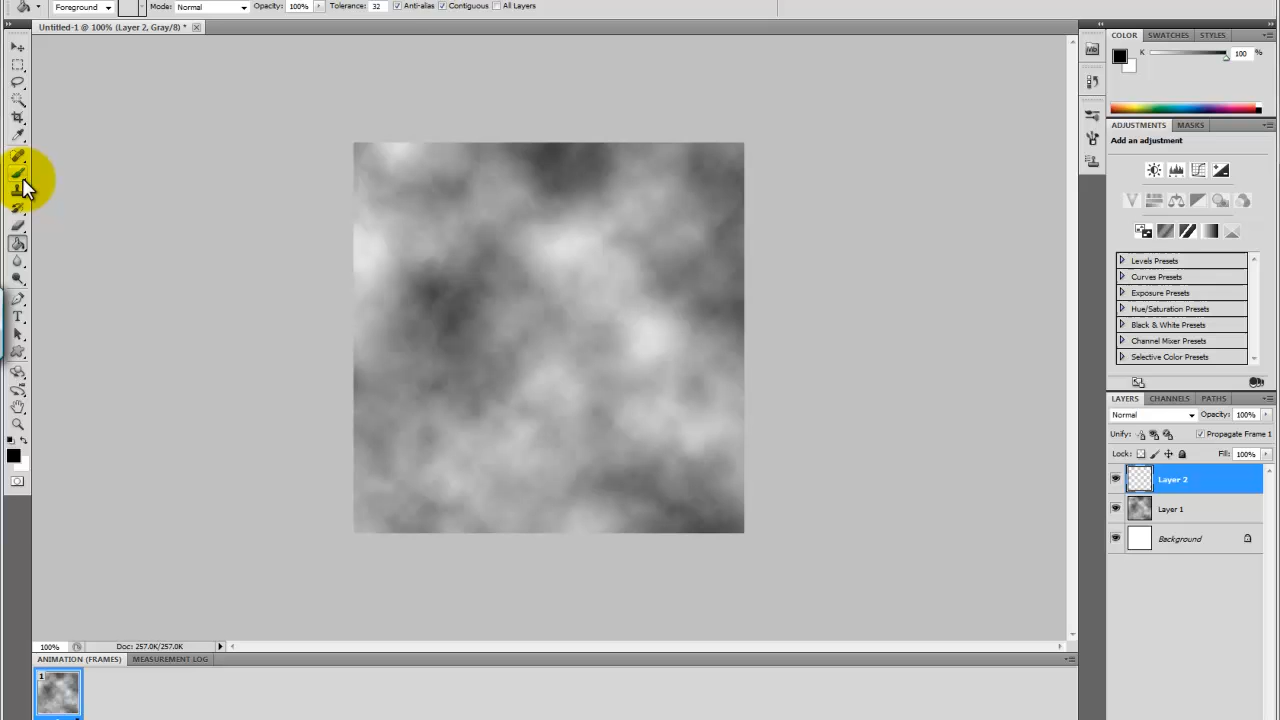 Foreground Mode: Normal Opacity: 100% Tolerance: 32 Anti-alias Contiguous All Layers
Untitled-1 @ 100% (Layer 2, Gray/8) *
COLOR SWATCHES STYLES
K 100 %
ADJUSTMENTS MASKS
Add an adjustment
Levels Presets
Curves Presets
Exposure Presets
Hue/Saturation Presets
Black & White Presets
Channel Mixer Presets
Selective Color Presets
LAYERS CHANNELS PATHS
Normal Opacity: 100%
Unify: Propagate Frame 1
Lock: Fill: 100%
Layer 2
Layer 1
Background
100% Doc: 257.0K/257.0K
ANIMATION (FRAMES) MEASUREMENT LOG
1